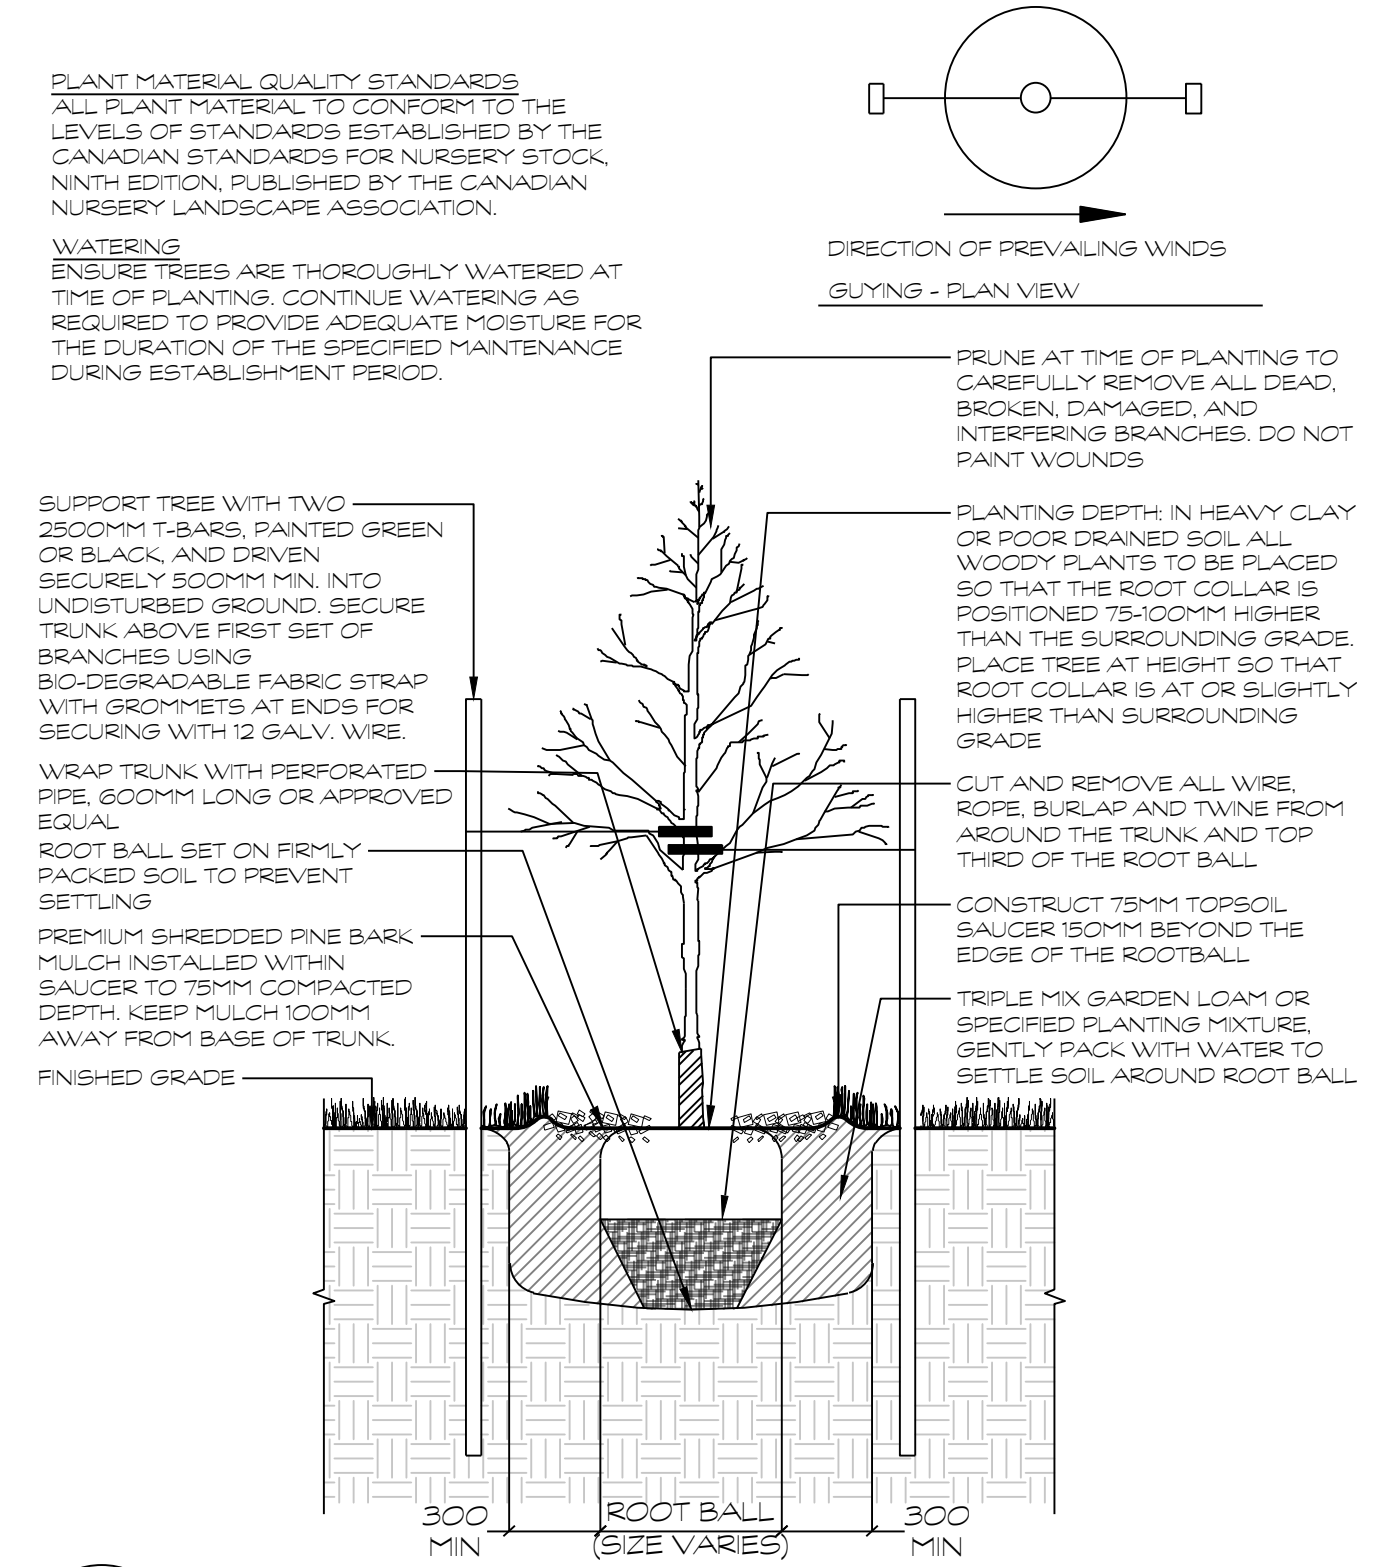 PLANT MATERIAL QUALITY STANDARDS
ALL PLANT MATERIAL TO CONFORM TO THE
LEVELS OF STANDARDS ESTABLISHED BY THE
CANADIAN STANDARDS FOR NURSERY STOCK,
NINTH EDITION, PUBLISHED BY THE CANADIAN
NURSERY LANDSCAPE ASSOCIATION.
WATERING
ENSURE TREES ARE THOROUGHLY WATERED AT
TIME OF PLANTING. CONTINUE WATERING AS
REQUIRED TO PROVIDE ADEQUATE MOISTURE FOR
THE DURATION OF THE SPECIFIED MAINTENANCE
DURING ESTABLISHMENT PERIOD.
DIRECTION OF PREVAILING WINDS
GUYING - PLAN VIEW
SUPPORT TREE WITH TWO
2500MM T-BARS, PAINTED GREEN
OR BLACK, AND DRIVEN
SECURELY 500MM MIN. INTO
UNDISTURBED GROUND. SECURE
TRUNK ABOVE FIRST SET OF
BRANCHES USING
BIO-DEGRADABLE FABRIC STRAP
WITH GROMMETS AT ENDS FOR
SECURING WITH 12 GALV. WIRE.
WRAP TRUNK WITH PERFORATED
PIPE, 600MM LONG OR APPROVED
EQUAL
ROOT BALL SET ON FIRMLY
PACKED SOIL TO PREVENT
SETTLING
PREMIUM SHREDDED PINE BARK
MULCH INSTALLED WITHIN
SAUCER TO 75MM COMPACTED
DEPTH. KEEP MULCH 100MM
AWAY FROM BASE OF TRUNK.
FINISHED GRADE
PRUNE AT TIME OF PLANTING TO
CAREFULLY REMOVE ALL DEAD,
BROKEN, DAMAGED, AND
INTERFERING BRANCHES. DO NOT
PAINT WOUNDS
PLANTING DEPTH: IN HEAVY CLAY
OR POOR DRAINED SOIL ALL
WOODY PLANTS TO BE PLACED
SO THAT THE ROOT COLLAR IS
POSITIONED 75-100MM HIGHER
THAN THE SURROUNDING GRADE.
PLACE TREE AT HEIGHT SO THAT
ROOT COLLAR IS AT OR SLIGHTLY
HIGHER THAN SURROUNDING
GRADE
CUT AND REMOVE ALL WIRE,
ROPE, BURLAP AND TWINE FROM
AROUND THE TRUNK AND TOP
THIRD OF THE ROOT BALL
CONSTRUCT 75MM TOPSOIL
SAUCER 150MM BEYOND THE
EDGE OF THE ROOTBALL
TRIPLE MIX GARDEN LOAM OR
SPECIFIED PLANTING MIXTURE,
GENTLY PACK WITH WATER TO
SETTLE SOIL AROUND ROOT BALL
300
MIN
ROOT BALL
(SIZE VARIES)
300
MIN